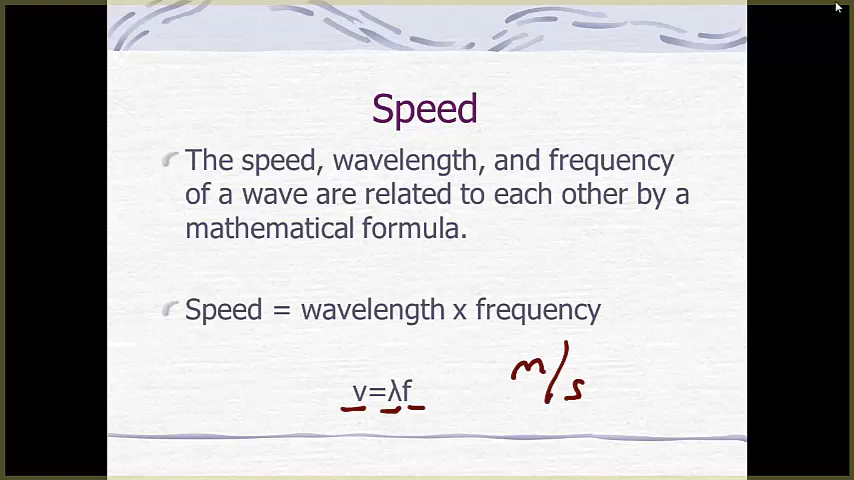 Speed
The speed, wavelength, and frequency
of a wave are related to each other by a
mathematical formula.
Speed = wavelength x frequency
v=λf
m/s